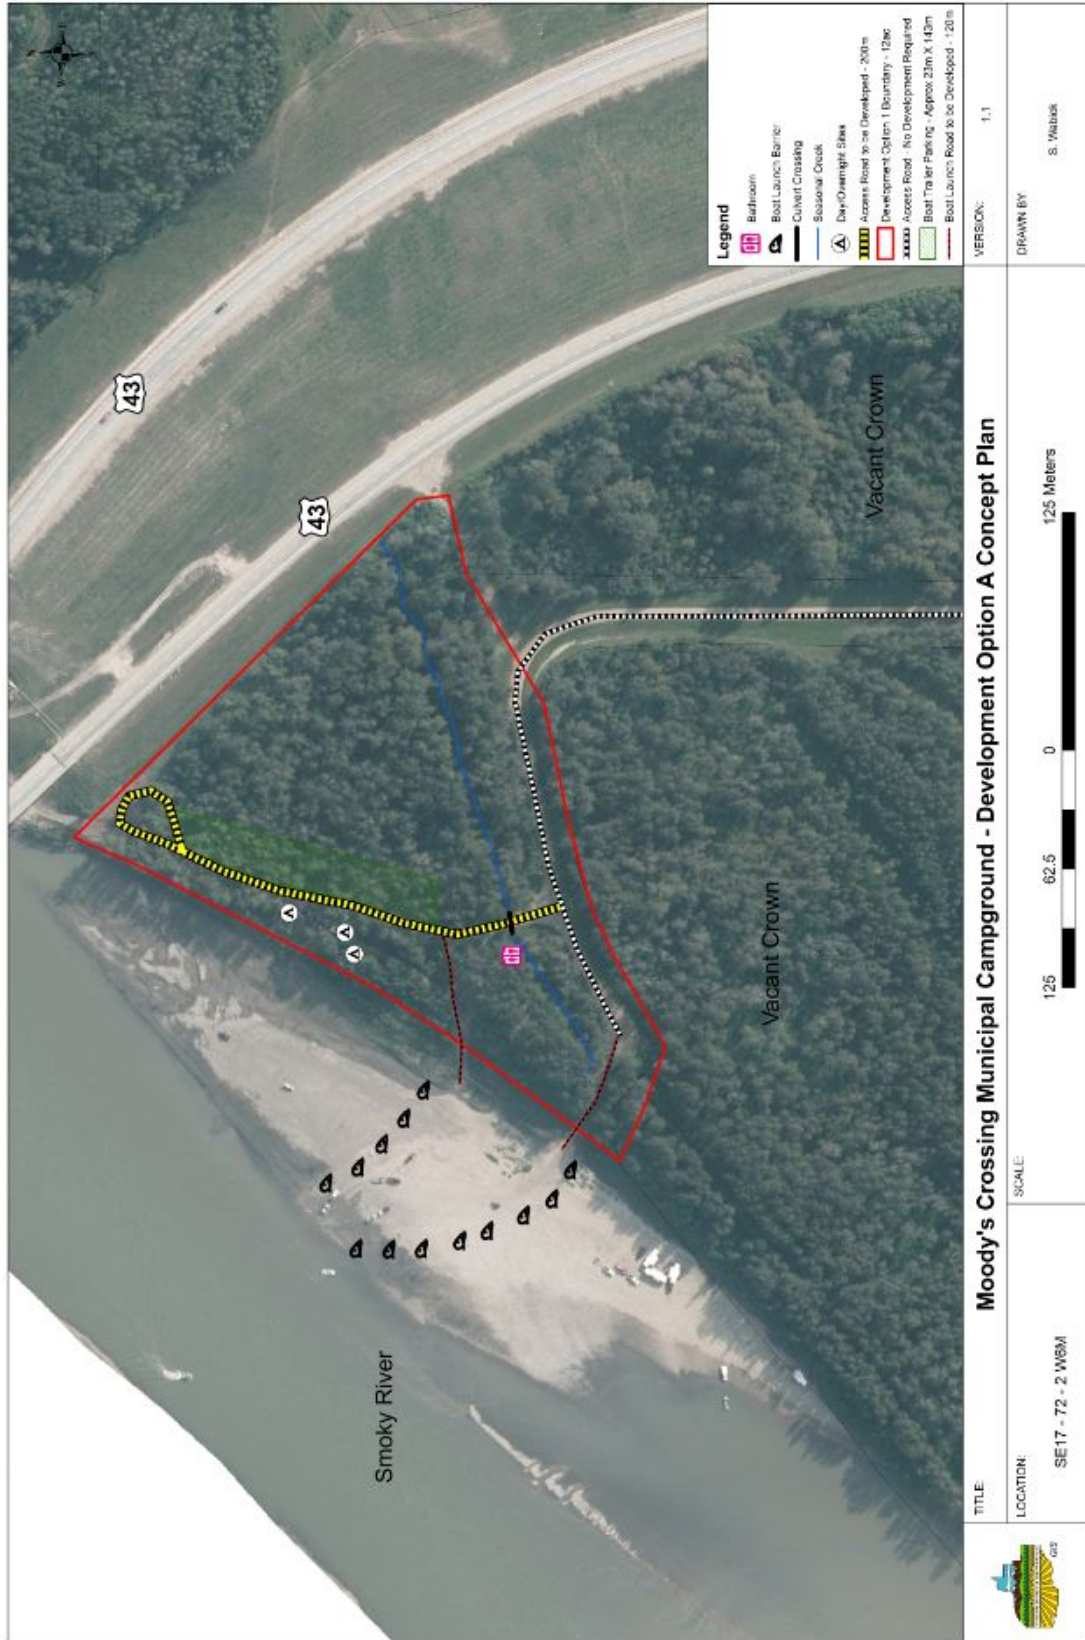 43
43
Smoky River
Vacant Crown
Vacant Crown
Legend
Bathroom
Boat Launch Barrier
Culvert Crossing
Seasonal Creek
Day/Overnight Sites
Access Road to be Developed - 200m
Development Option 1 Boundary - 12ac
Access Road - No Development Required
Boat Trailer Parking - Approx 23m X 143m
Boat Launch Road to be Developed - 120m
TITLE:
Moody's Crossing Municipal Campground - Development Option A Concept Plan
VERSION:
1.1
LOCATION:
SE17 - 72 - 2 W6M
SCALE:
125
62.5
0
125 Meters
DRAWN BY
GIS